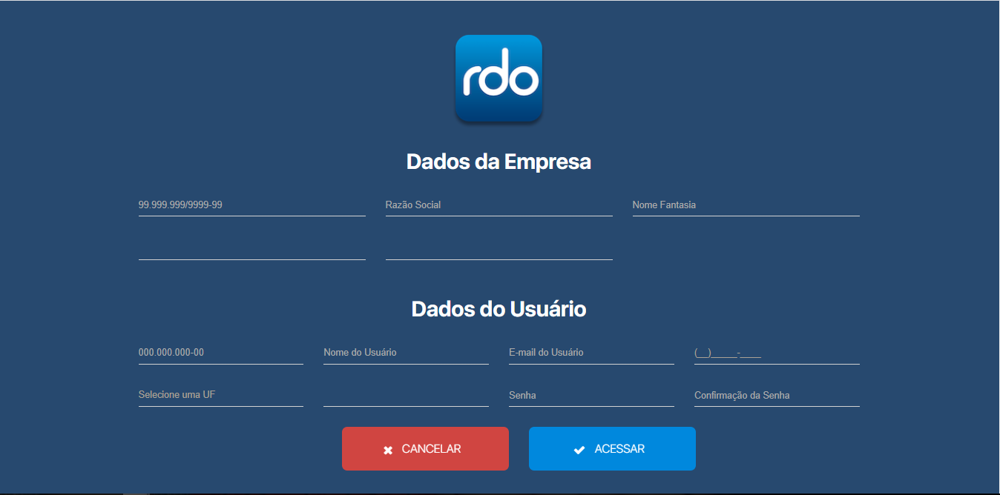 rdo
Dados da Empresa
99.999.999/9999-99 Razão Social Nome Fantasia
Dados do Usuário
000.000.000-00 Nome do Usuário E-mail do Usuário (__)_____-____
Selecione uma UF Senha Confirmação da Senha
CANCELAR ACESSAR